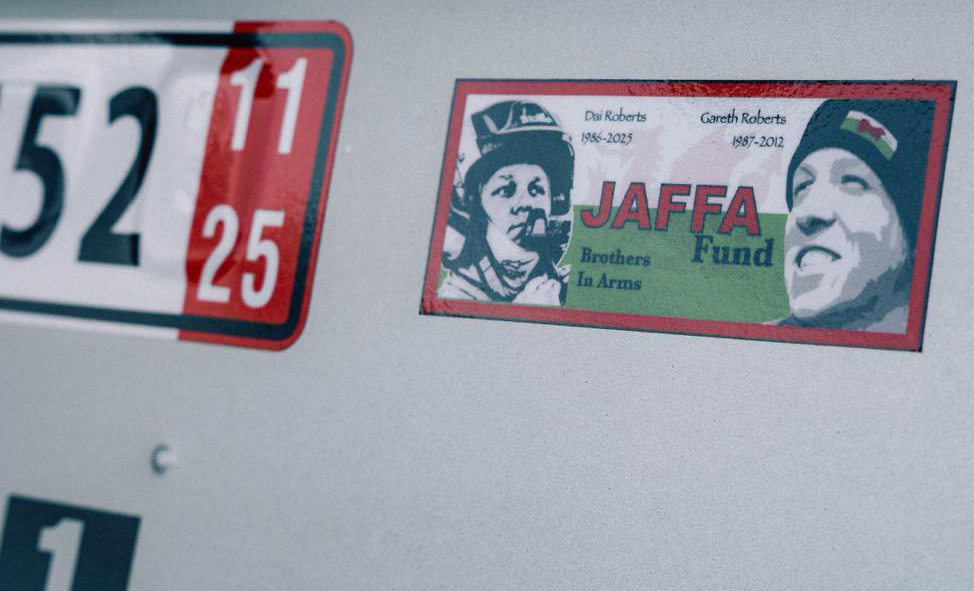 52
11
25
Dai Roberts
1986-2025
Gareth Roberts
1987-2012
JAFFA
Fund
Brothers
In Arms
1